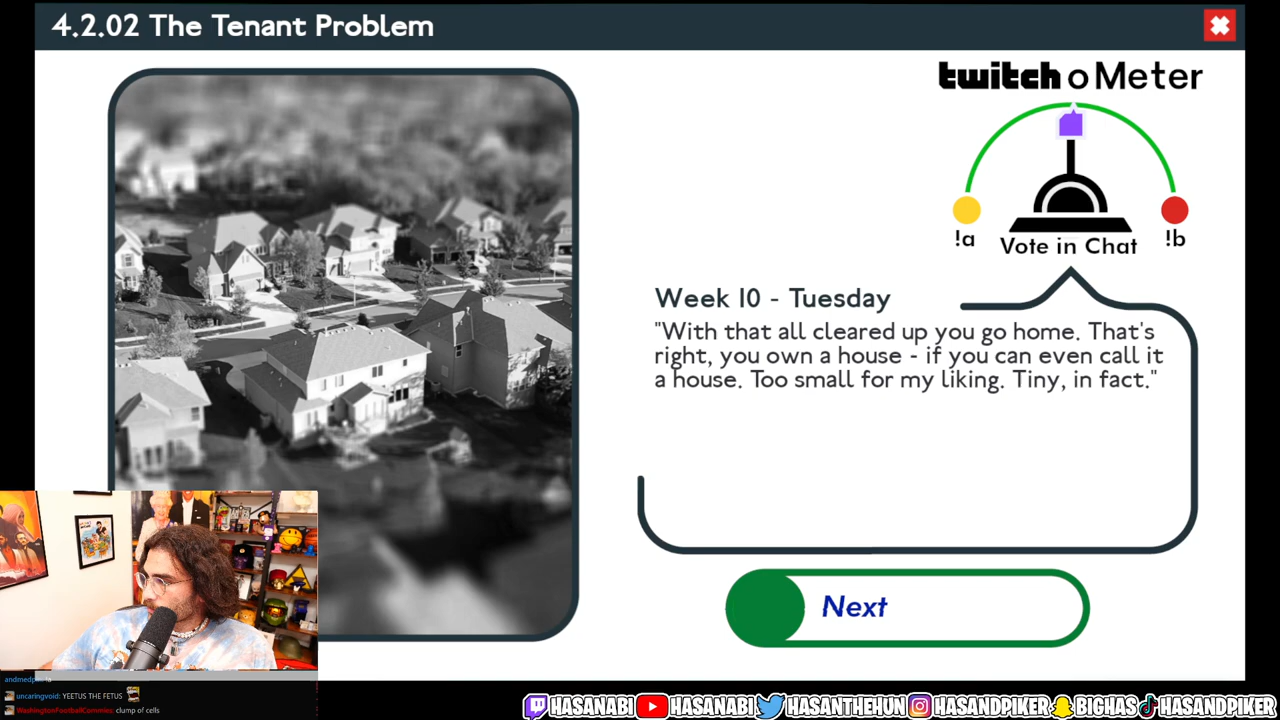 4.2.02 The Tenant Problem
twitch o Meter
!a
Vote in Chat
!b
Week 10 - Tuesday
"With that all cleared up you go home. That's
right, you own a house - if you can even call it
a house. Too small for my liking. Tiny, in fact."
Next
uncaringvoid: YEETUS THE FETUS
WashingtonFootballCommies: clump of cells
HASANABI HASANABI HASANTHEHUN HASANDPIKER BIGHAS HASANDPIKER